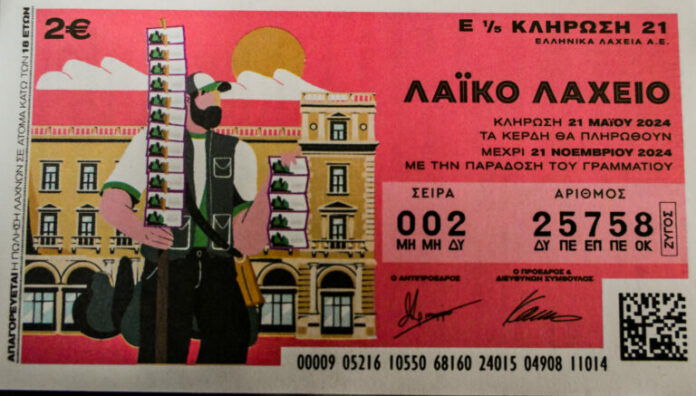 2€
Ε 1/5 ΚΛΗΡΩΣΗ 21
ΕΛΛΗΝΙΚΑ ΛΑΧΕΙΑ Α.Ε.
ΛΑΪΚΟ ΛΑΧΕΙΟ
ΚΛΗΡΩΣΗ 21 ΜΑΪΟΥ 2024
ΤΑ ΚΕΡΔΗ ΘΑ ΠΛΗΡΩΘΟΥΝ
ΜΕΧΡΙ 21 ΝΟΕΜΒΡΙΟΥ 2024
ΜΕ ΤΗΝ ΠΑΡΑΔΟΣΗ ΤΟΥ ΓΡΑΜΜΑΤΙΟΥ
ΣΕΙΡΑ ΑΡΙΘΜΟΣ
002 25758
ΜΗ ΜΗ ΔΥ ΔΥ ΠΕ ΕΠ ΠΕ ΟΚ
ΖΥΓΟΣ
Ο ΑΝΤΙΠΡΟΕΔΡΟΣ Ο ΠΡΟΕΔΡΟΣ &
ΔΙΕΥΘΥΝΩΝ ΣΥΜΒΟΥΛΟΣ
00009 05216 10550 68160 24015 04908 11014
ΑΠΑΓΟΡΕΥΕΤΑΙ Η ΠΩΛΗΣΗ ΛΑΧΝΩΝ ΣΕ ΑΤΟΜΑ ΚΑΤΩ ΤΩΝ 18 ΕΤΩΝ